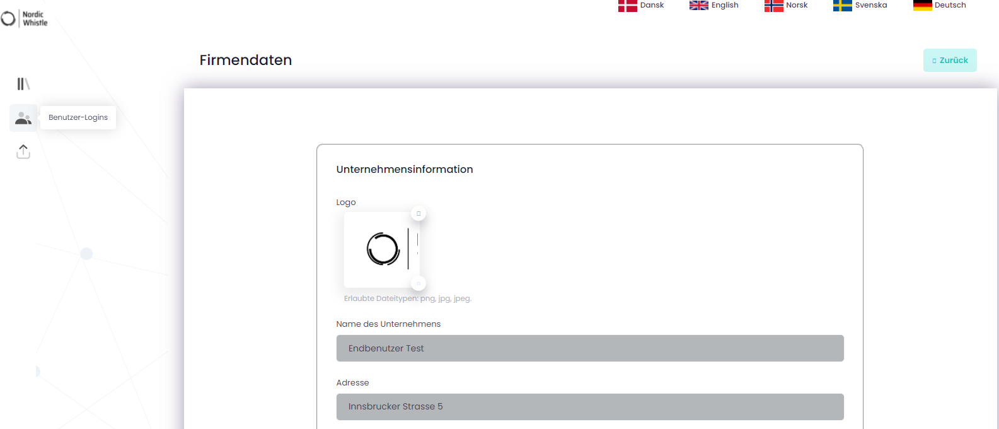 Nordic
Whistle
Dansk
English
Norsk
Svenska
Deutsch
Firmendaten
Zurück
Benutzer-Logins
Unternehmensinformation
Logo
Erlaubte Dateitypen: png, jpg, jpeg.
Name des Unternehmens
Endbenutzer Test
Adresse
Innsbrucker Strasse 5